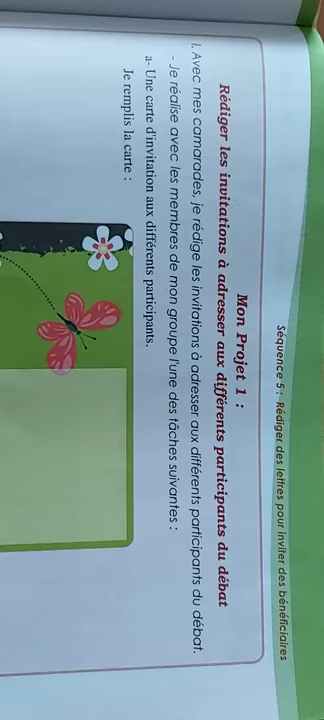 Séquence 5 : Rédiger des lettres pour inviter des bénéficiaires
Mon Projet 1 :
Rédiger les invitations à adresser aux différents participants du débat
I. Avec mes camarades, je rédige les invitations à adresser aux différents participants du débat.
- Je réalise avec les membres de mon groupe l'une des tâches suivantes :
a- Une carte d'invitation aux différents participants.
Je remplis la carte :